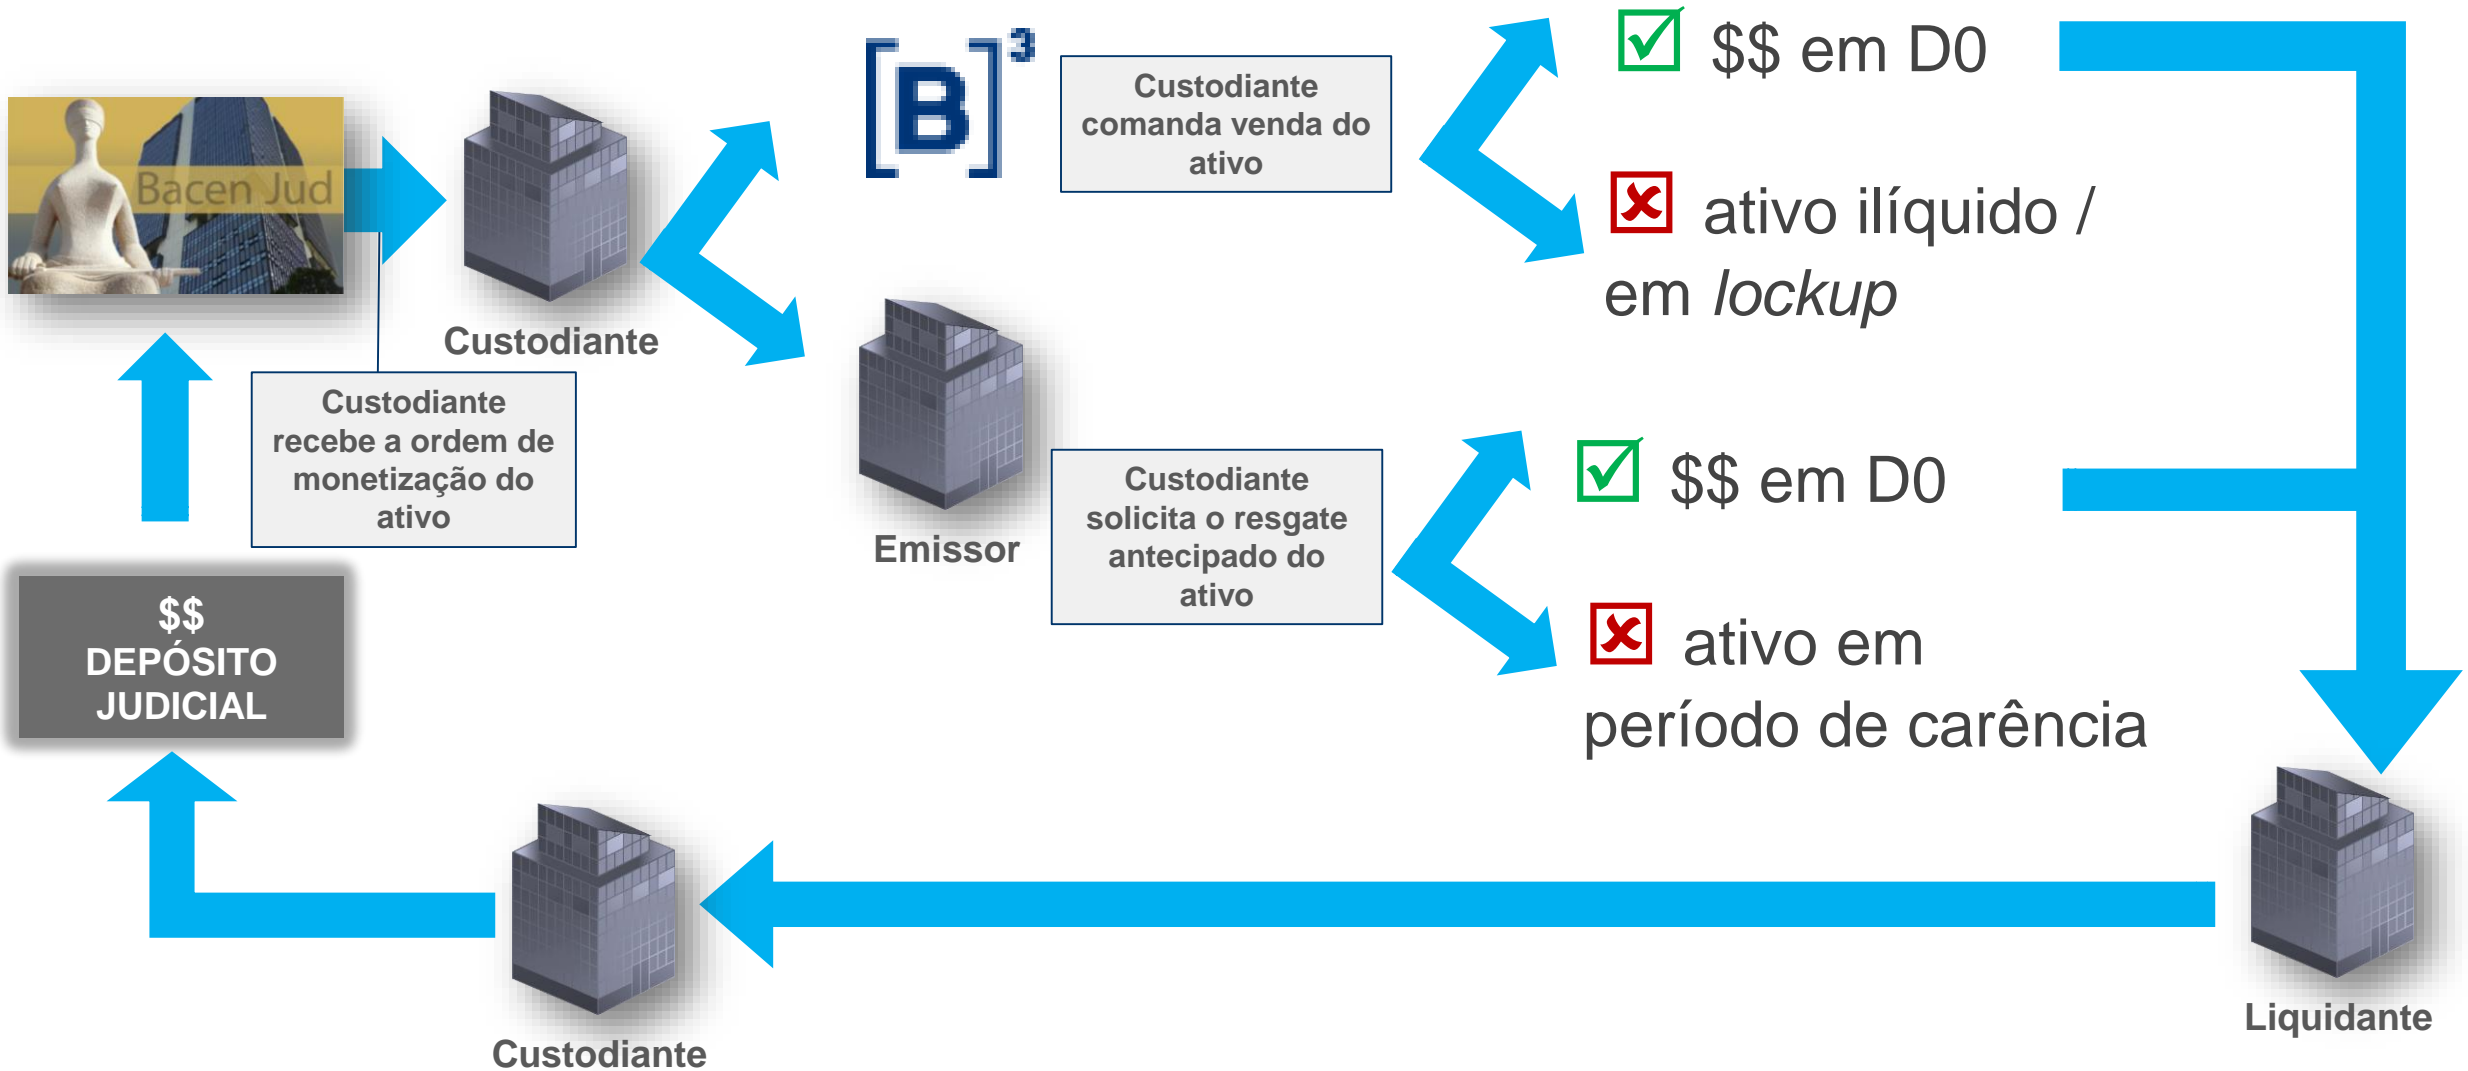 Bacen Jud
Custodiante
Custodiante
recebe a ordem de
monetização do
ativo
$$
DEPÓSITO
JUDICIAL
[B]³
Custodiante
comanda venda do
ativo
$$ em D0
ativo ilíquido /
em lockup
Emissor
Custodiante
solicita o resgate
antecipado do
ativo
$$ em D0
ativo em
período de carência
Liquidante
Custodiante